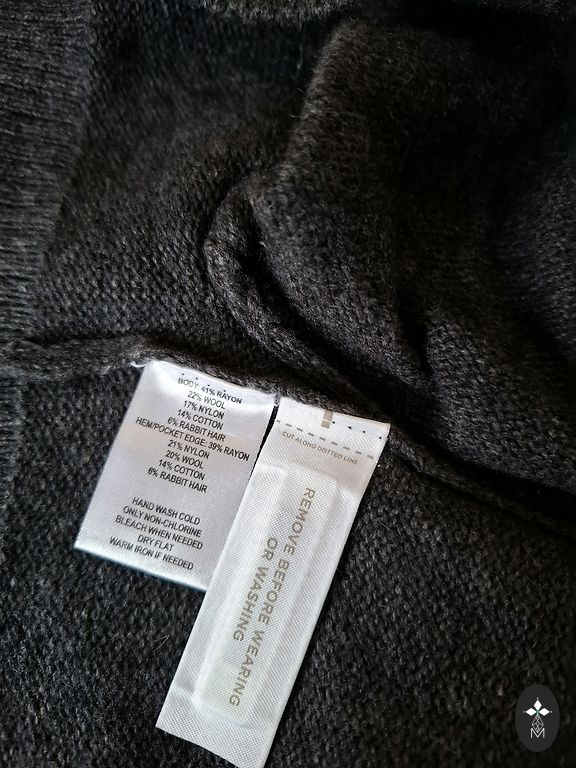 BODY: 41% RAYON
22% WOOL
17% NYLON
14% COTTON
6% RABBIT HAIR
HEM/POCKET EDGE: 39% RAYON
21% NYLON
20% WOOL
14% COTTON
6% RABBIT HAIR
HAND WASH COLD
ONLY NON-CHLORINE
BLEACH WHEN NEEDED
DRY FLAT
WARM IRON IF NEEDED
CUT ALONG DOTTED LINE
REMOVE BEFORE WEARING
OR WASHING
M